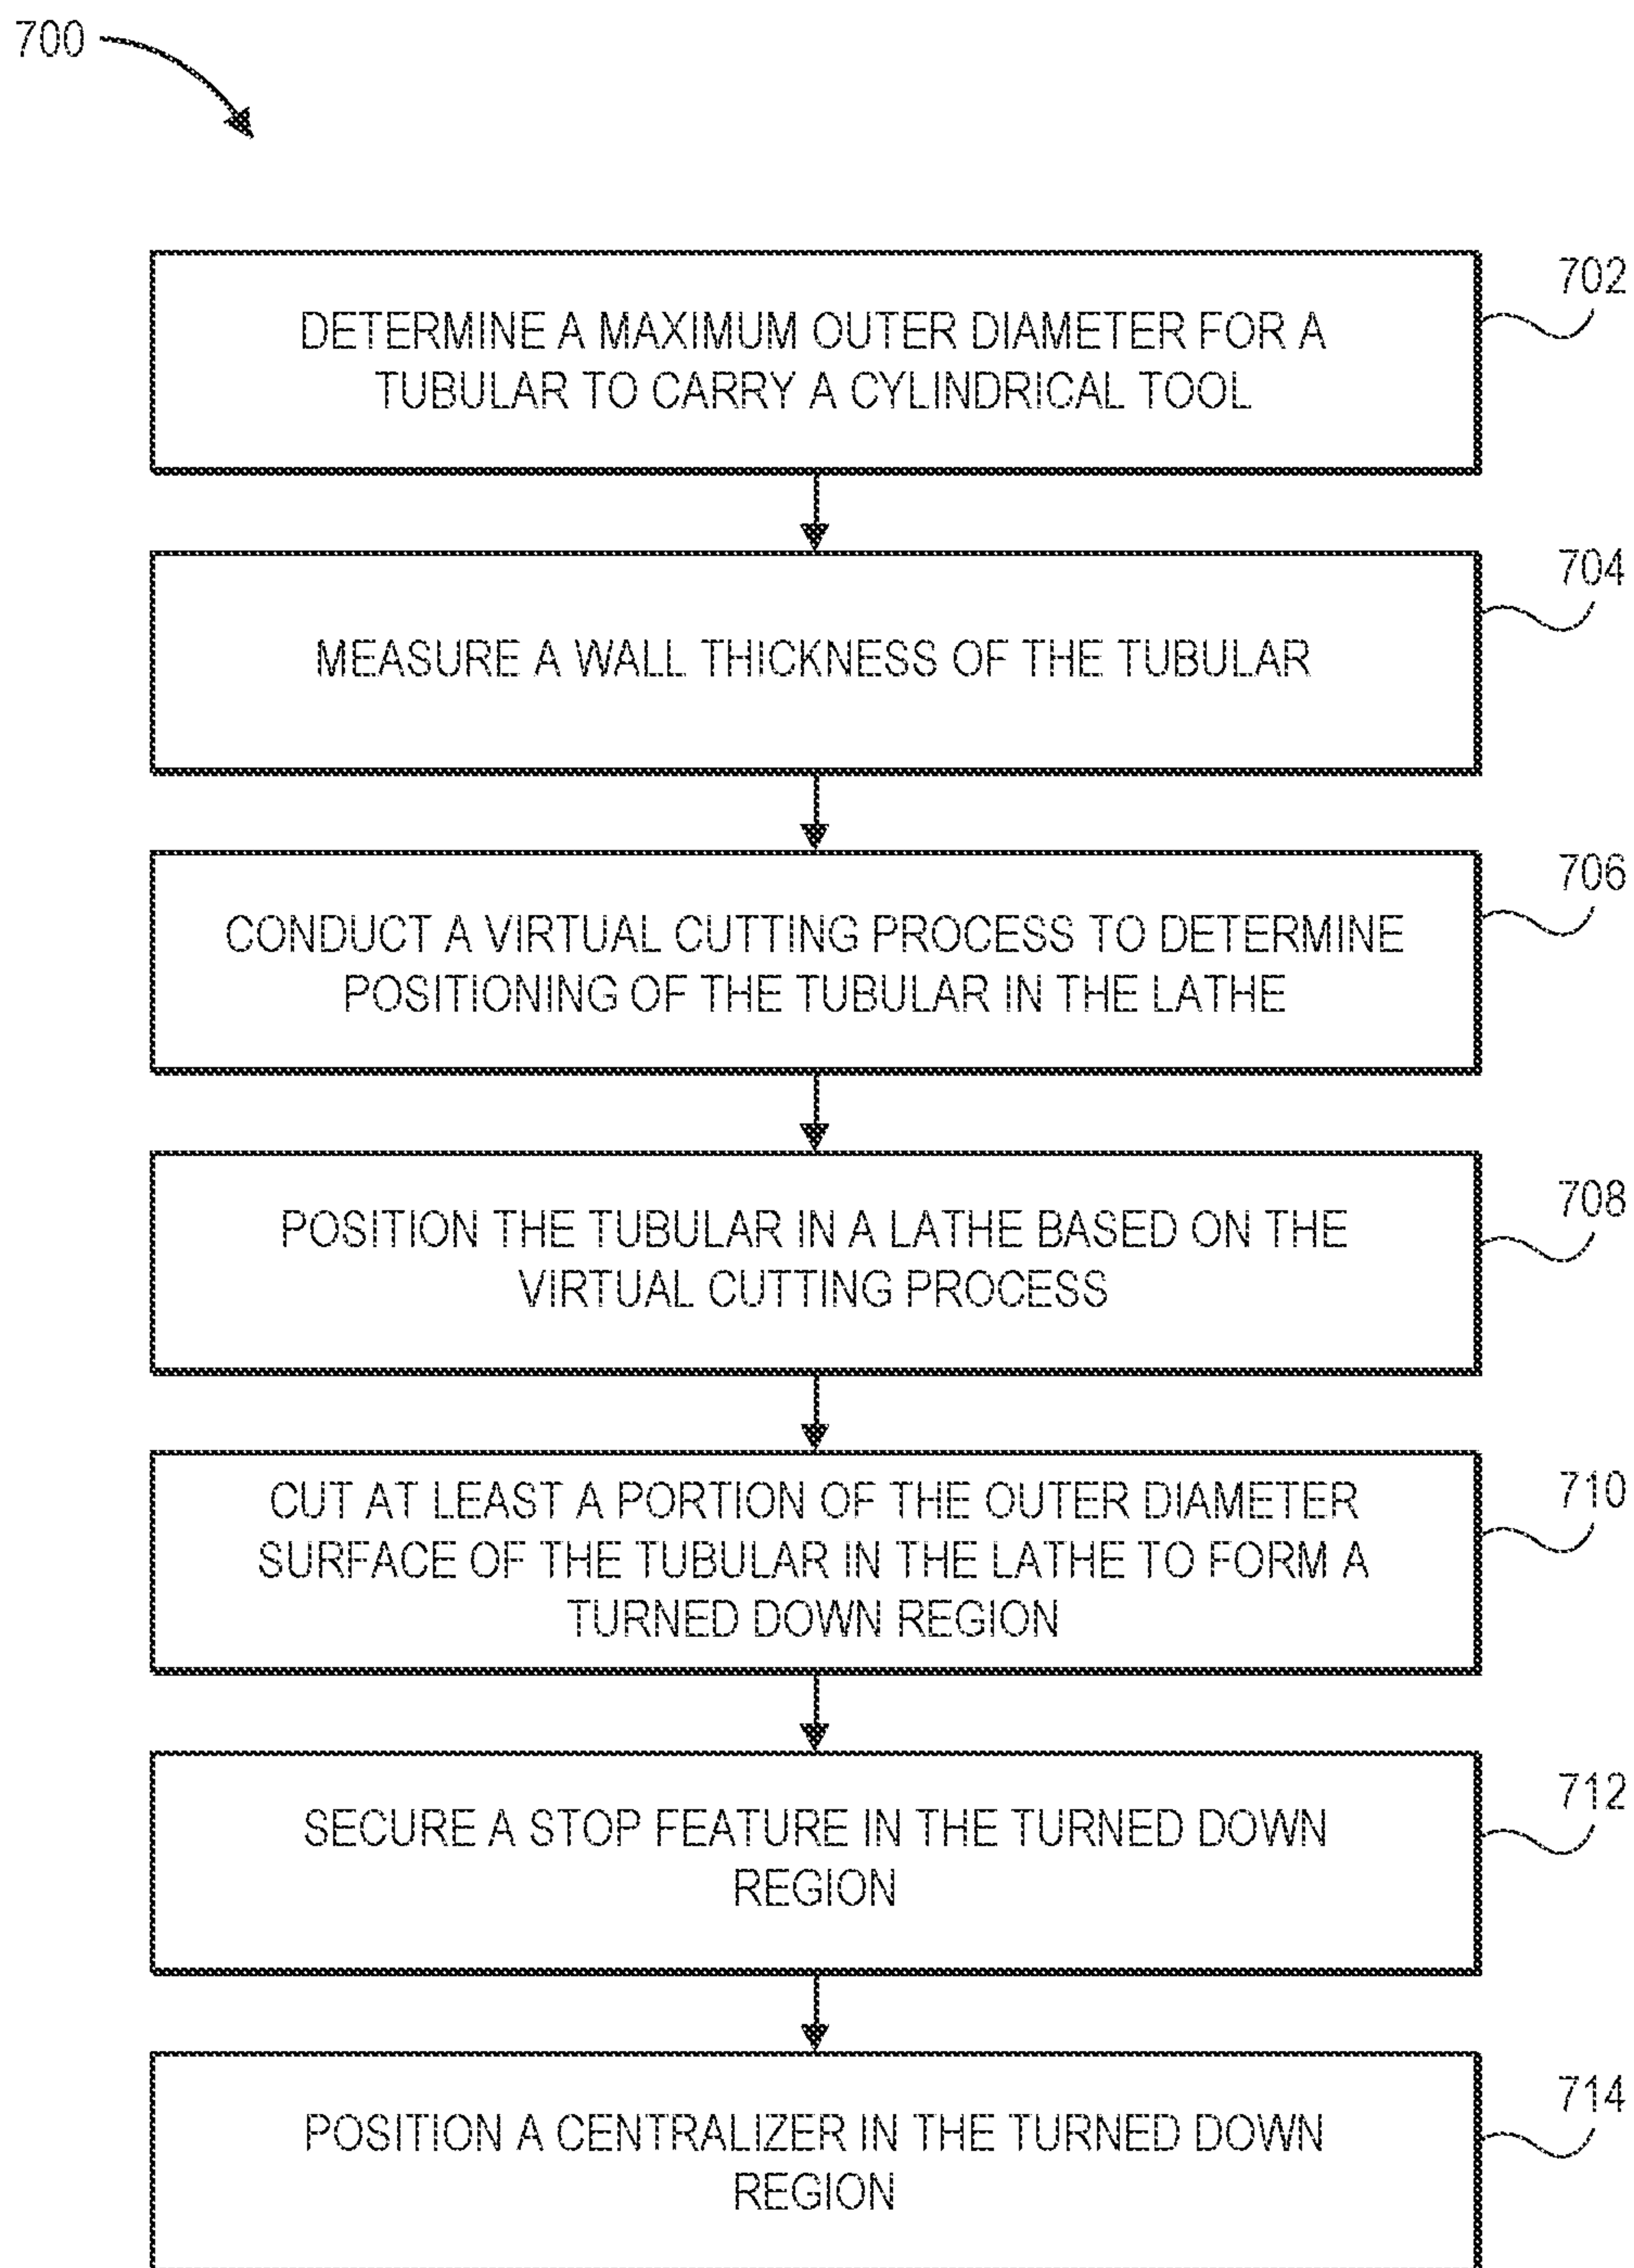 700
702
DETERMINE A MAXIMUM OUTER DIAMETER FOR A
TUBULAR TO CARRY A CYLINDRICAL TOOL
704
MEASURE A WALL THICKNESS OF THE TUBULAR
706
CONDUCT A VIRTUAL CUTTING PROCESS TO DETERMINE
POSITIONING OF THE TUBULAR IN THE LATHE
708
POSITION THE TUBULAR IN A LATHE BASED ON THE
VIRTUAL CUTTING PROCESS
710
CUT AT LEAST A PORTION OF THE OUTER DIAMETER
SURFACE OF THE TUBULAR IN THE LATHE TO FORM A
TURNED DOWN REGION
712
SECURE A STOP FEATURE IN THE TURNED DOWN
REGION
714
POSITION A CENTRALIZER IN THE TURNED DOWN
REGION